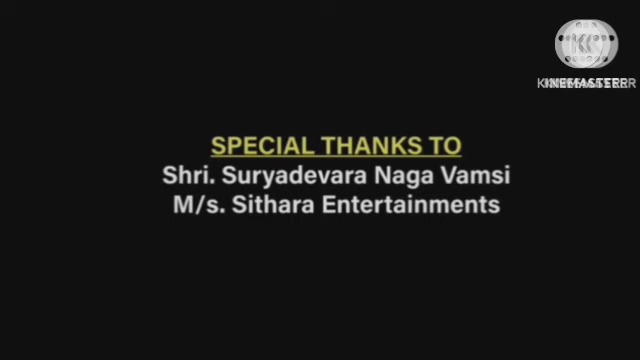 SPECIAL THANKS TO
Shri. Suryadevara Naga Vamsi
M/s. Sithara Entertainments